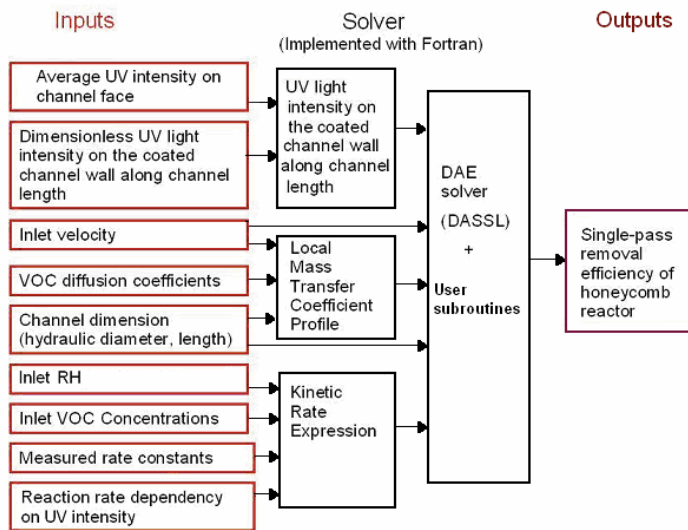 Inputs
Solver
(Implemented with Fortran)
Outputs
Average UV intensity on
channel face
Dimensionless UV light
intensity on the coated
channel wall along channel
length
Inlet velocity
VOC diffusion coefficients
Channel dimension
(hydraulic diameter, length)
Inlet RH
Inlet VOC Concentrations
Measured rate constants
Reaction rate dependency
on UV intensity
UV light
intensity on
the coated
channel wall
along channel
length
Local
Mass
Transfer
Coefficient
Profile
Kinetic
Rate
Expression
DAE
solver
(DASSL)
+
User
subroutines
Single-pass
removal
efficiency of
honeycomb
reactor